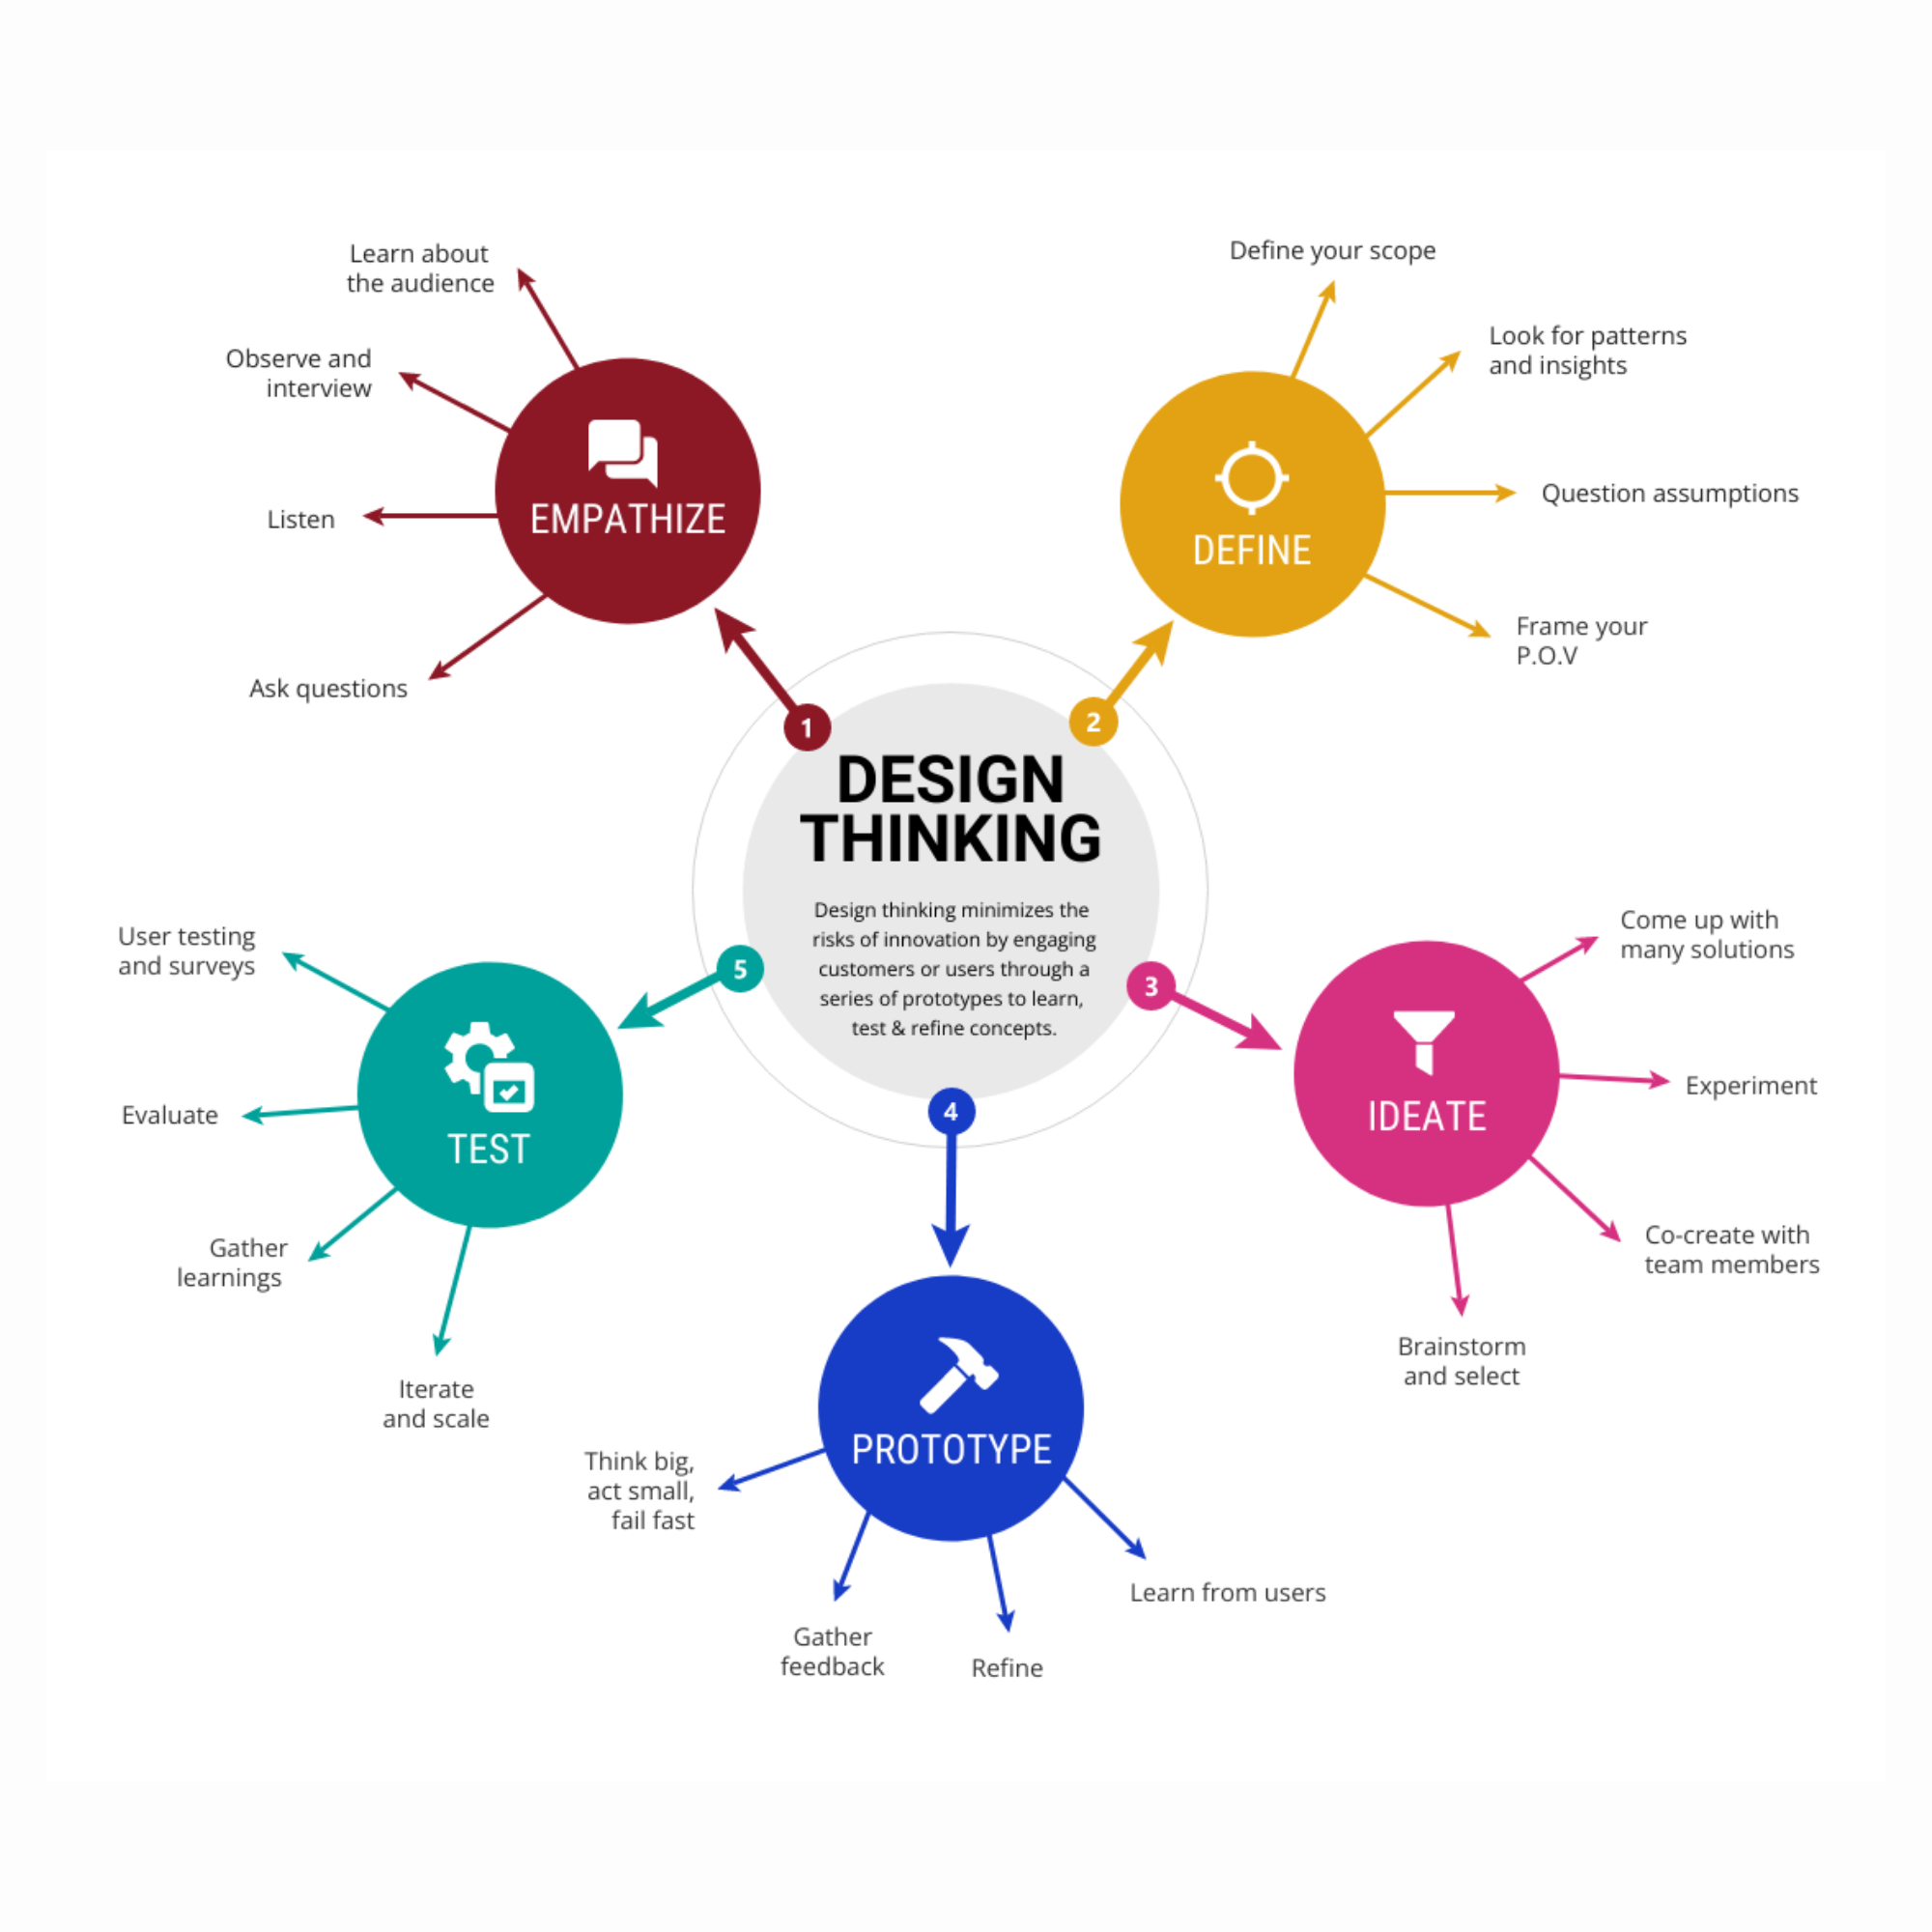 DESIGN
THINKING
Design thinking minimizes the
risks of innovation by engaging
customers or users through a
series of prototypes to learn,
test & refine concepts.
1
EMPATHIZE
Learn about
the audience
Observe and
interview
Listen
Ask questions
2
DEFINE
Define your scope
Look for patterns
and insights
Question assumptions
Frame your
P.O.V
3
IDEATE
Come up with
many solutions
Experiment
Co-create with
team members
Brainstorm
and select
4
PROTOTYPE
Learn from users
Refine
Gather
feedback
Think big,
act small,
fail fast
5
TEST
User testing
and surveys
Evaluate
Gather
learnings
Iterate
and scale